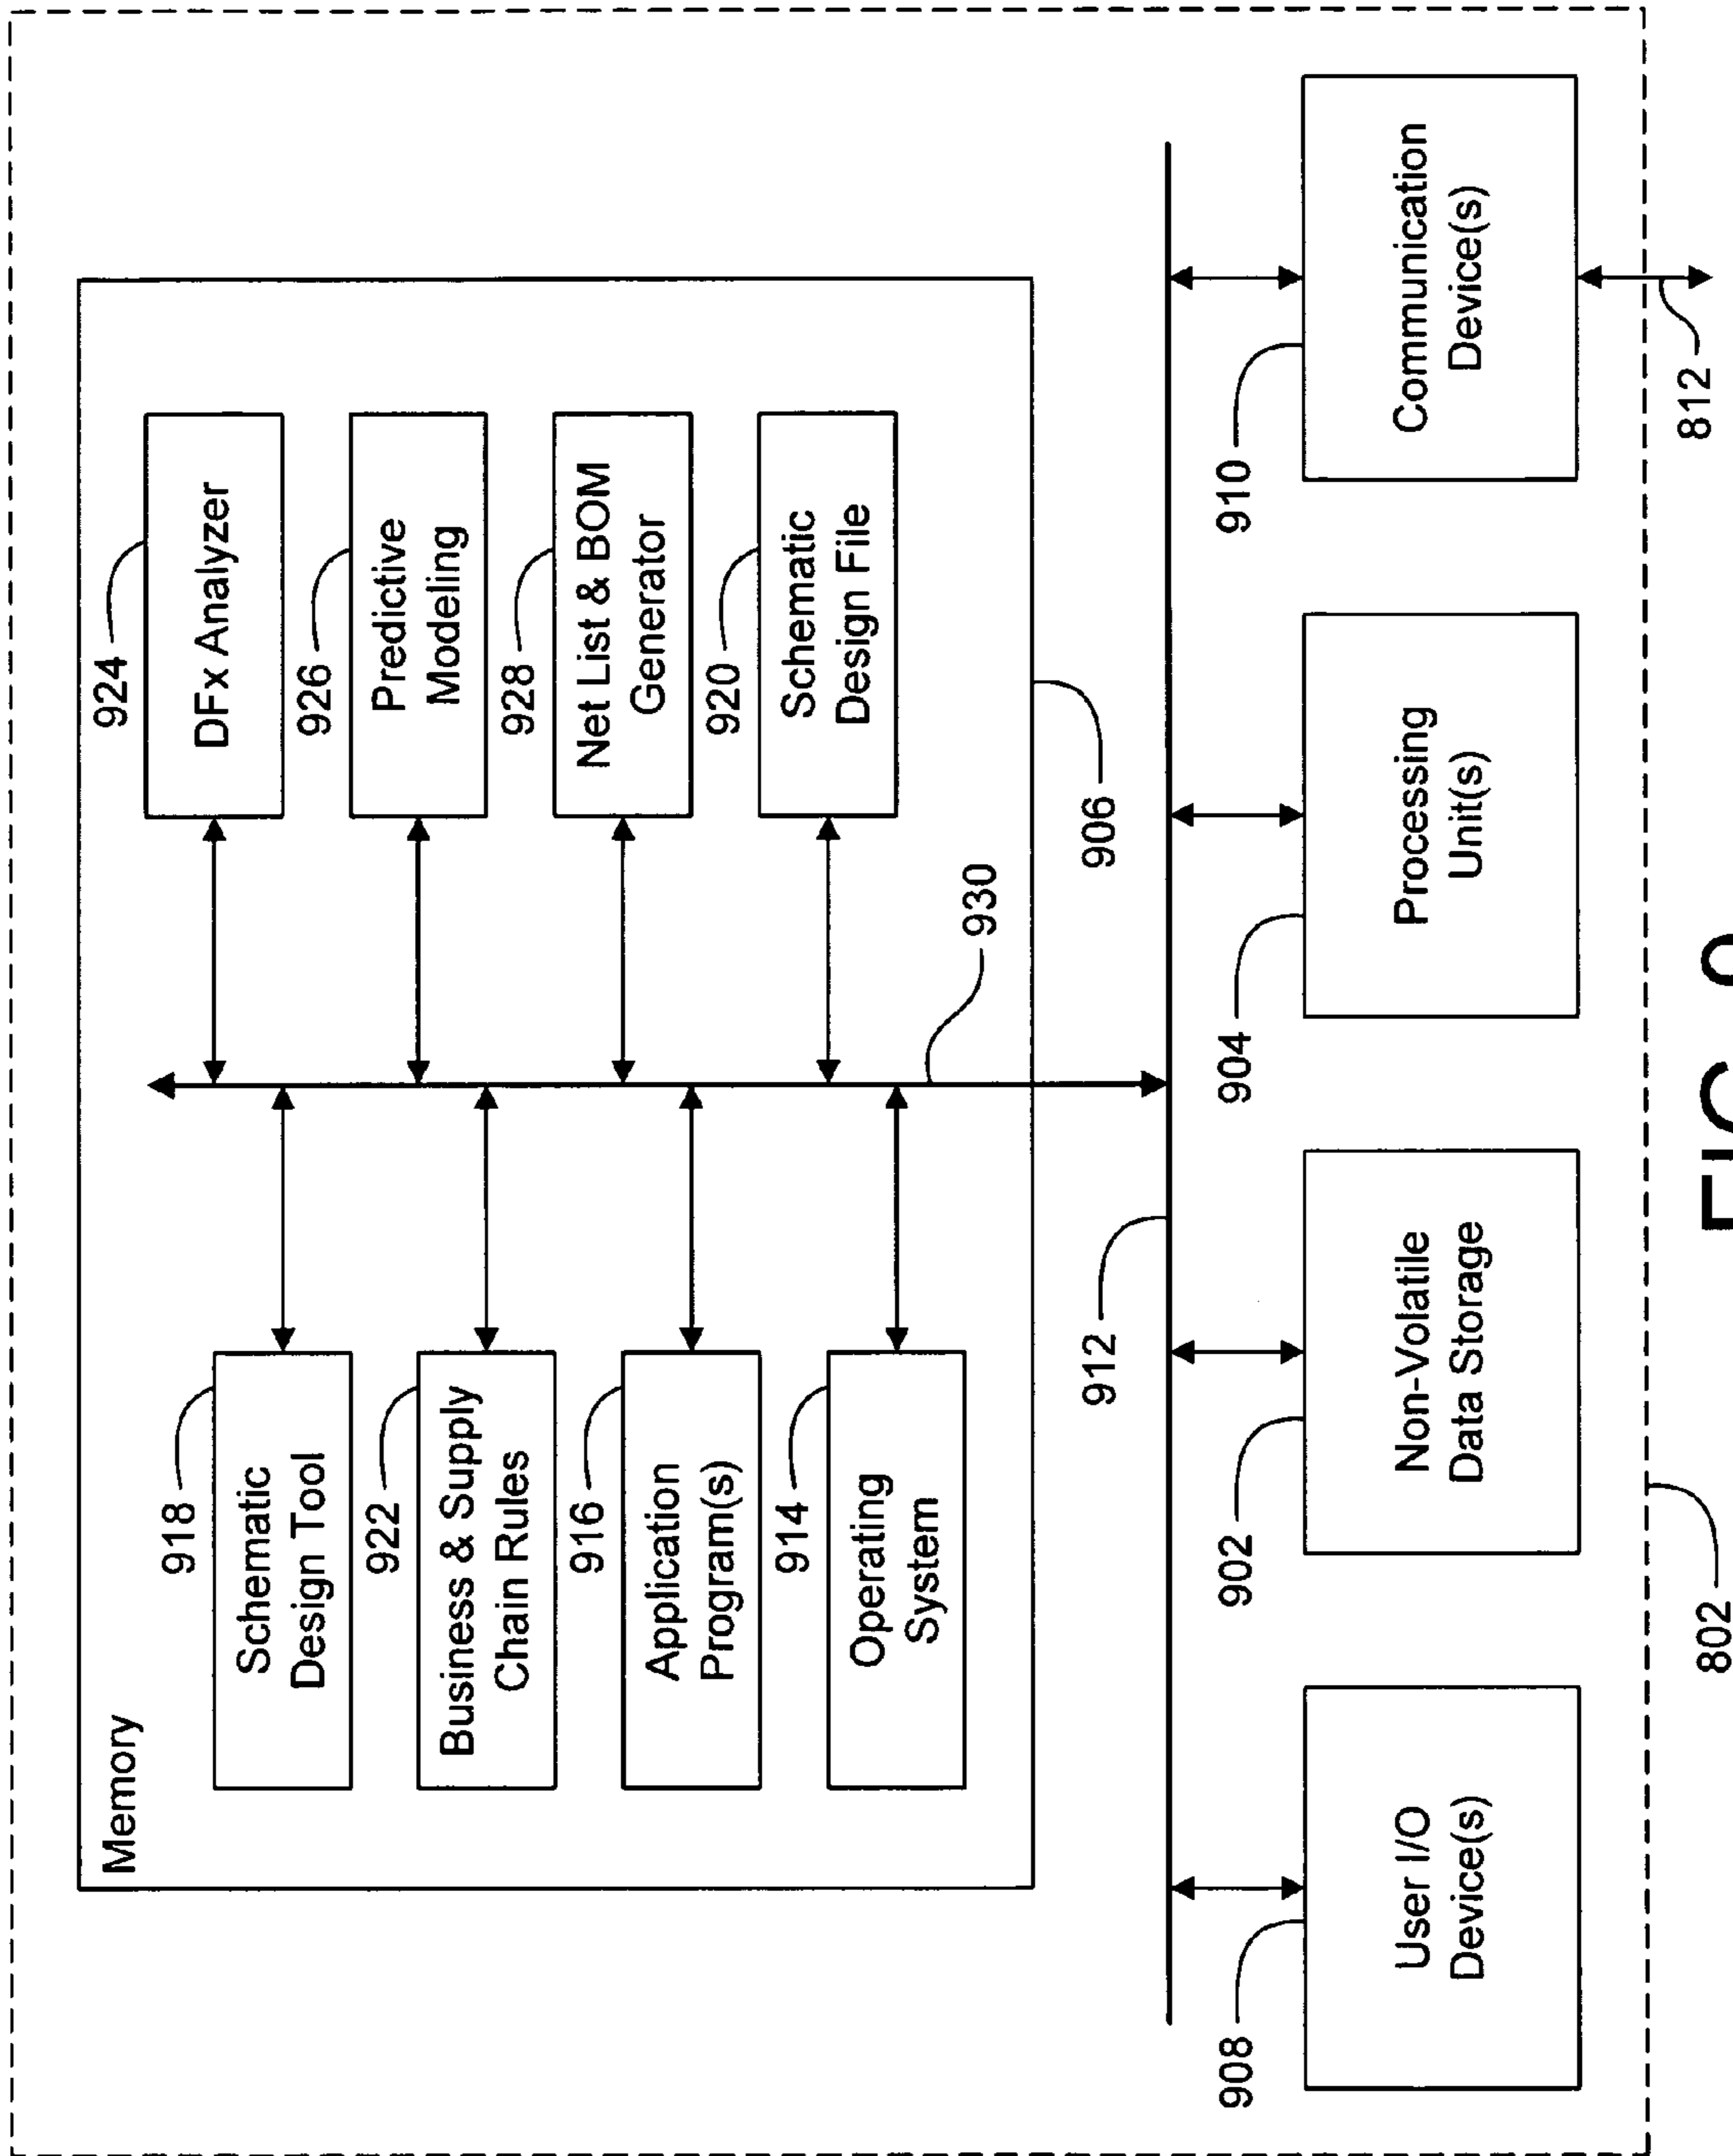 Memory
918
Schematic
Design Tool
922
Business & Supply
Chain Rules
916
Application
Program(s)
914
Operating
System
924
DFx Analyzer
926
Predictive
Modeling
928
Net List & BOM
Generator
920
Schematic
Design File
930
906
912
908
User I/O
Device(s)
902
Non-Volatile
Data Storage
904
Processing
Unit(s)
910
Communication
Device(s)
802
812